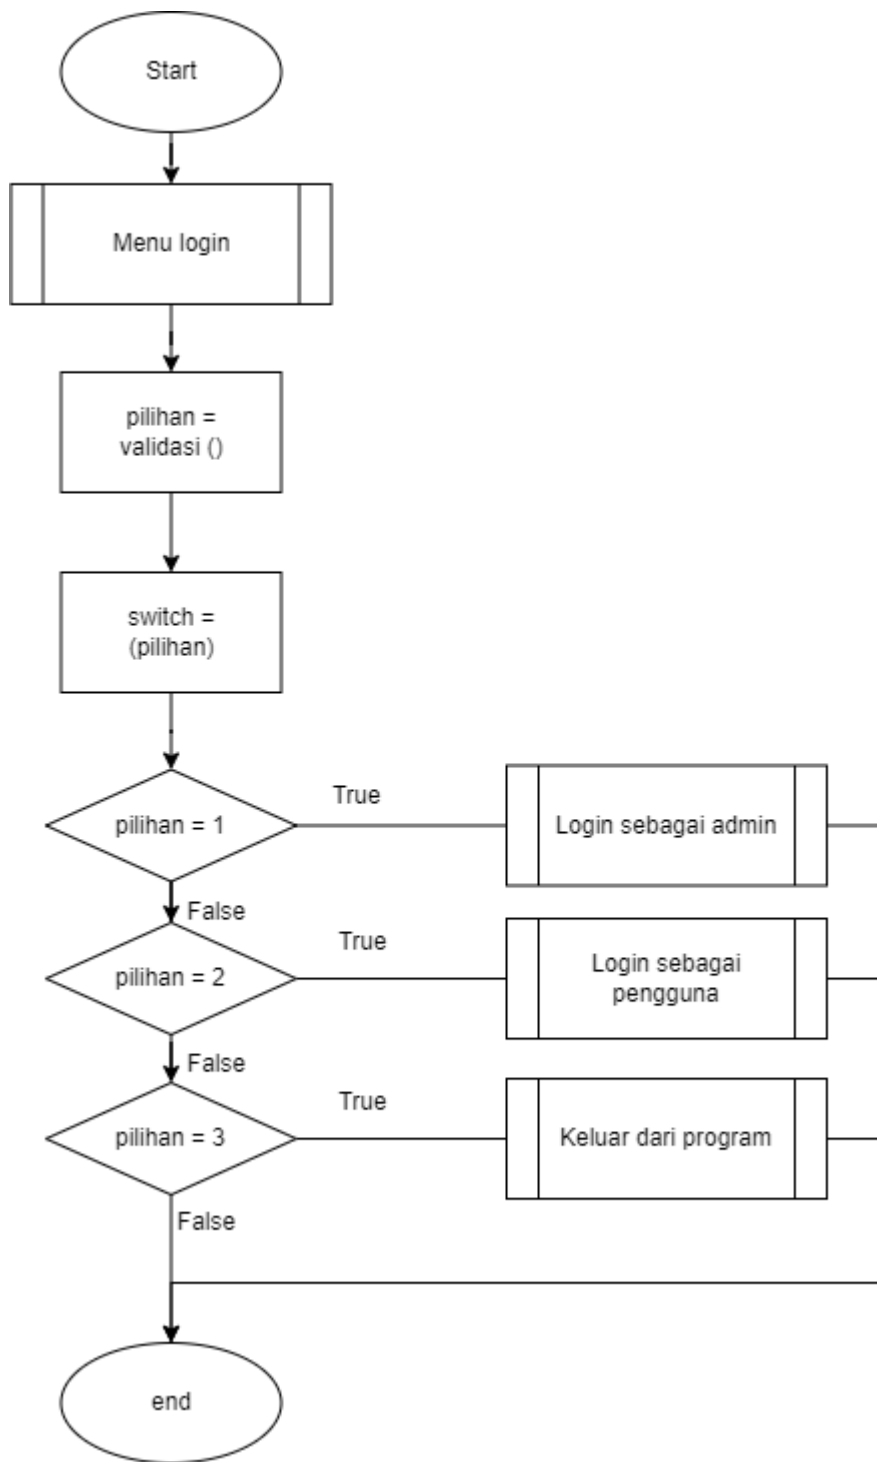 Start
Menu login
pilihan =
validasi ()
switch =
(pilihan)
pilihan = 1
True
Login sebagai admin
False
pilihan = 2
True
Login sebagai
pengguna
False
pilihan = 3
True
Keluar dari program
False
end